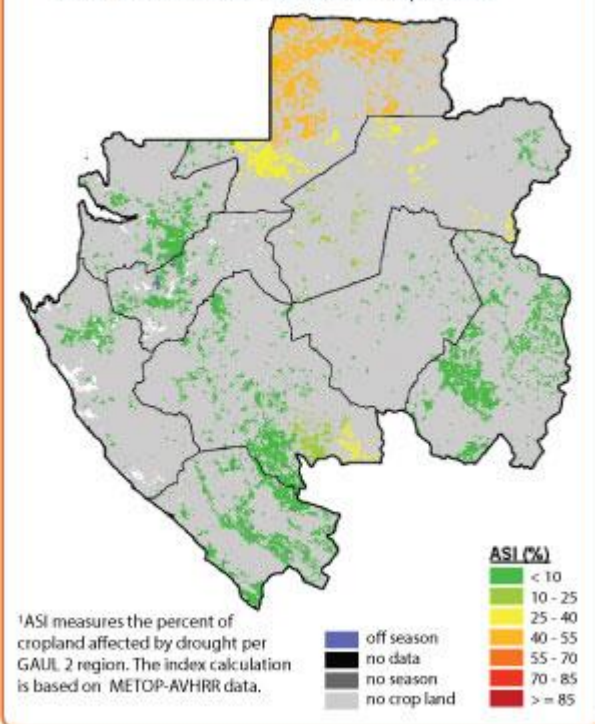 ¹ASI measures the percent of
cropland affected by drought per
GAUL 2 region. The index calculation
is based on METOP-AVHRR data.
off season
no data
no season
no crop land
ASI (%)
< 10
10 - 25
25 - 40
40 - 55
55 - 70
70 - 85
> = 85